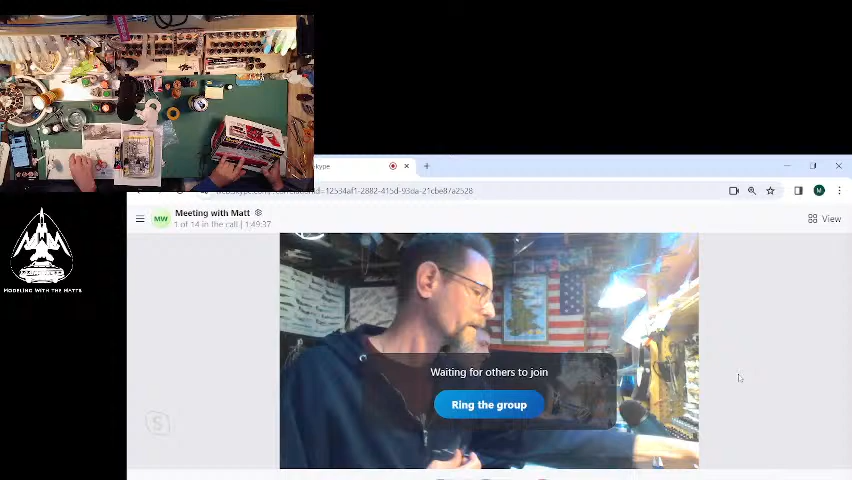 Meeting with Matt
MW
1 of 14 in the call | 1:49:37
View
MODELING WITH THE MATTS
Waiting for others to join
Ring the group